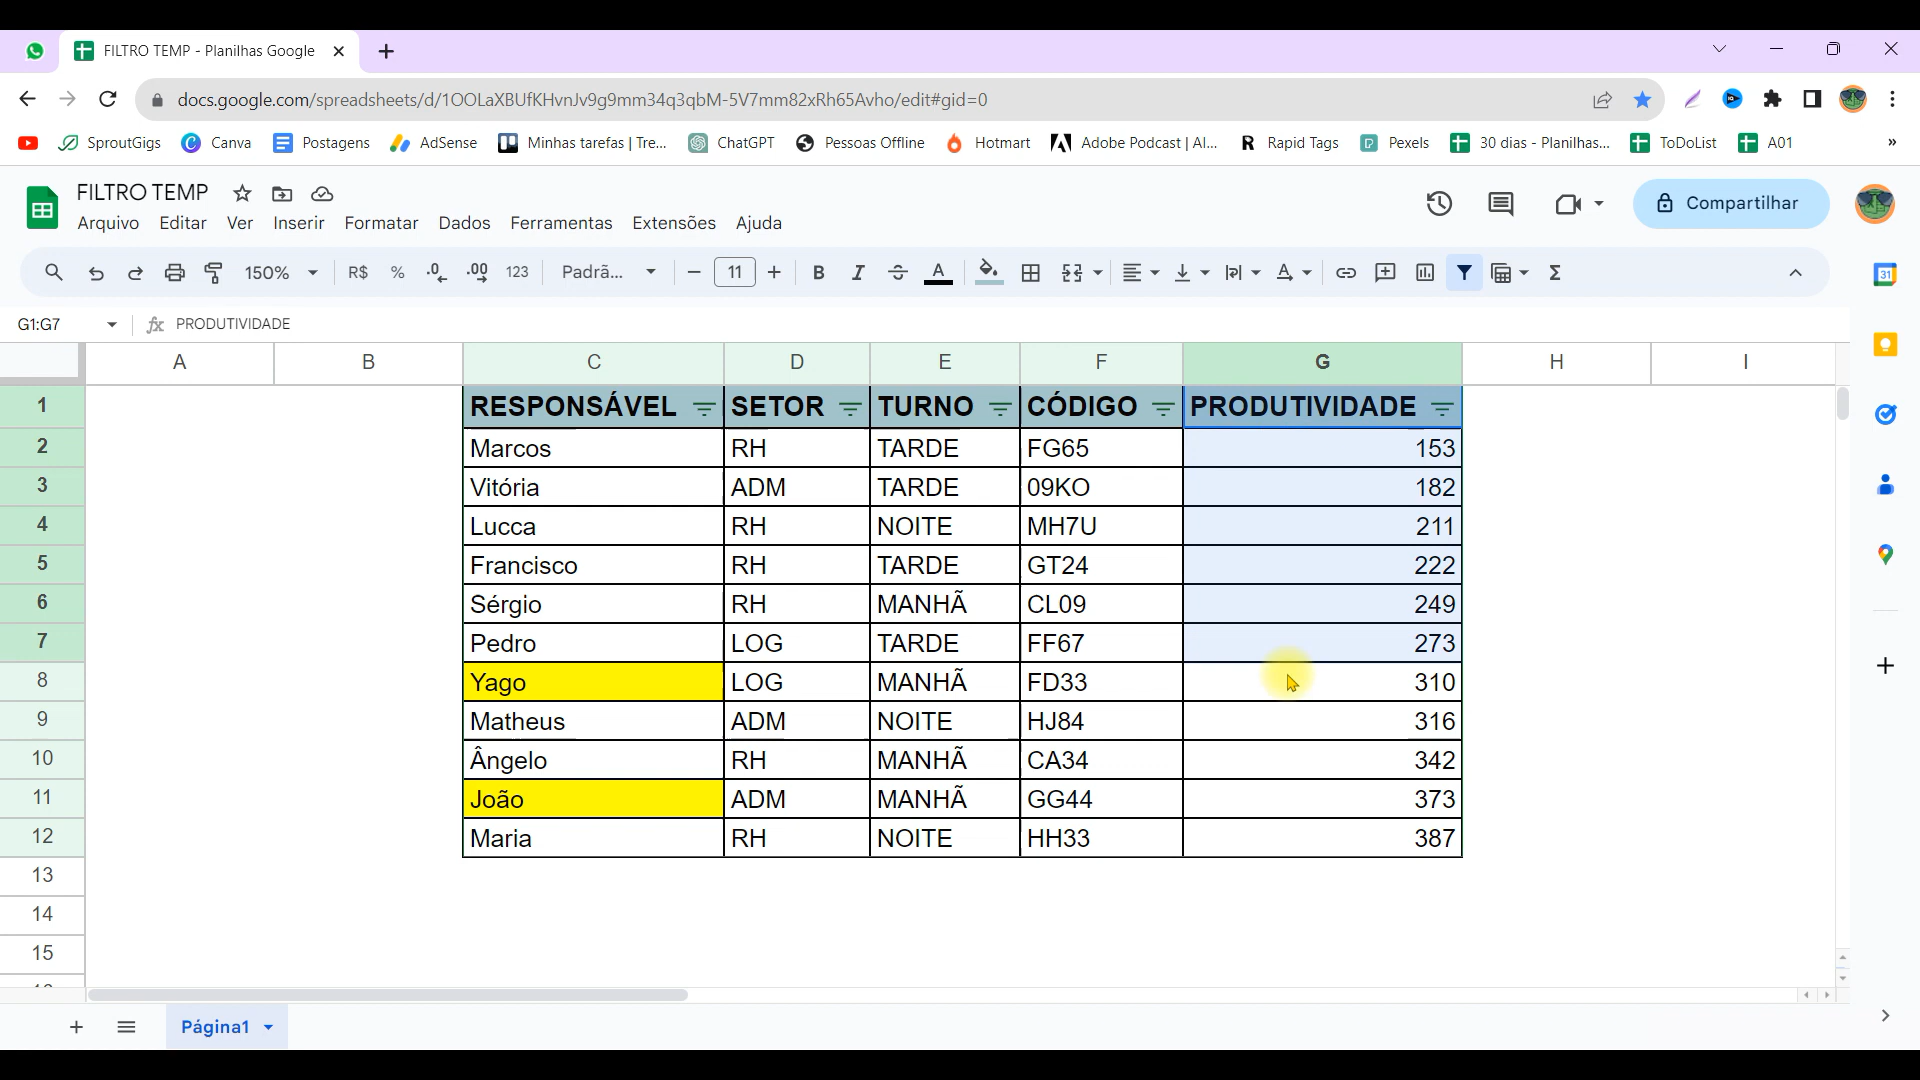 FILTRO TEMP - Planilhas Google
docs.google.com/spreadsheets/d/1OOLaXBUfKHvnJv9g9mm34q3qbM-5V7mm82xRh65Avho/edit#gid=0
SproutGigs Canva Postagens AdSense Minhas tarefas | Tre... ChatGPT Pessoas Offline Hotmart Adobe Podcast | AI... Rapid Tags Pexels 30 dias - Planilhas... ToDoList A01 »
FILTRO TEMP
Compartilhar
Arquivo Editar Ver Inserir Formatar Dados Ferramentas Extensões Ajuda
150% R$ % .0 .00 123 Padrã... 11 B I S A A Σ
31
G1:G7 fx PRODUTIVIDADE
A B C D E F G H I
1 RESPONSÁVEL SETOR TURNO CÓDIGO PRODUTIVIDADE
2 Marcos RH TARDE FG65 153
3 Vitória ADM TARDE 09KO 182
4 Lucca RH NOITE MH7U 211
5 Francisco RH TARDE GT24 222
6 Sérgio RH MANHÃ CL09 249
7 Pedro LOG TARDE FF67 273
8 Yago LOG MANHÃ FD33 310
9 Matheus ADM NOITE HJ84 316
10 Ângelo RH MANHÃ CA34 342
11 João ADM MANHÃ GG44 373
12 Maria RH NOITE HH33 387
13
14
15
Página1